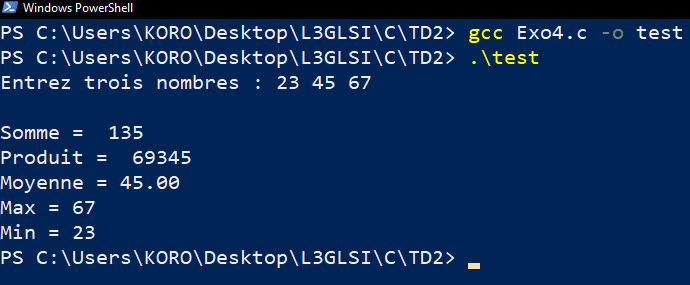 Windows PowerShell
PS C:\Users\KORO\Desktop\L3GLSI\C\TD2> gcc Exo4.c -o test
PS C:\Users\KORO\Desktop\L3GLSI\C\TD2> .\test
Entrez trois nombres : 23 45 67
Somme =  135
Produit =  69345
Moyenne = 45.00
Max = 67
Min = 23
PS C:\Users\KORO\Desktop\L3GLSI\C\TD2>